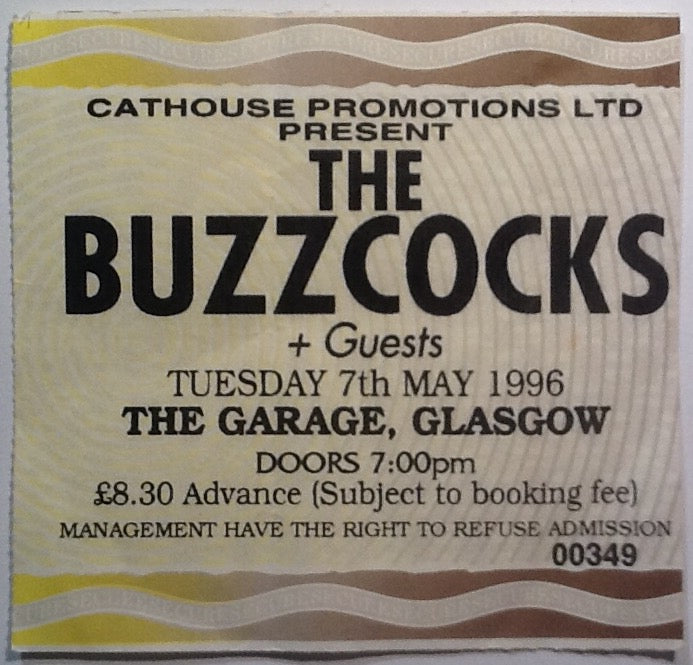 CATHOUSE PROMOTIONS LTD
PRESENT
THE
BUZZCOCKS
+ Guests
TUESDAY 7th MAY 1996
THE GARAGE, GLASGOW
DOORS 7:00pm
£8.30 Advance (Subject to booking fee)
MANAGEMENT HAVE THE RIGHT TO REFUSE ADMISSION
00349